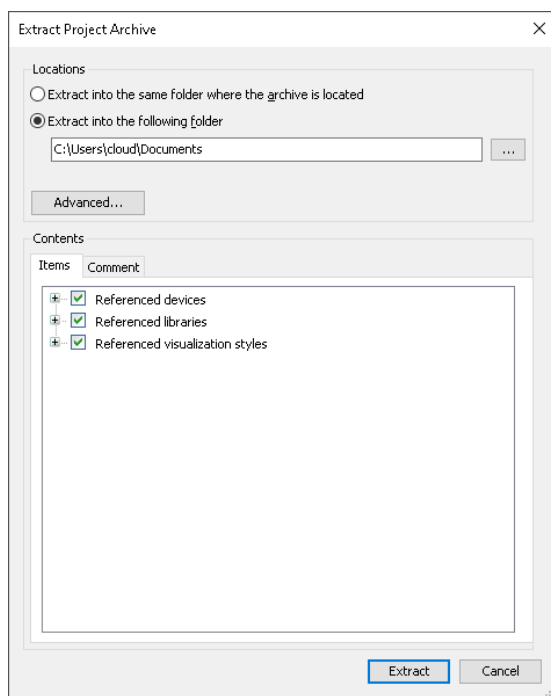 Extract Project Archive
Locations
Extract into the same folder where the archive is located
Extract into the following folder
C:\Users\cloud\Documents
...
Advanced...
Contents
Items Comment
Referenced devices
Referenced libraries
Referenced visualization styles
Extract Cancel